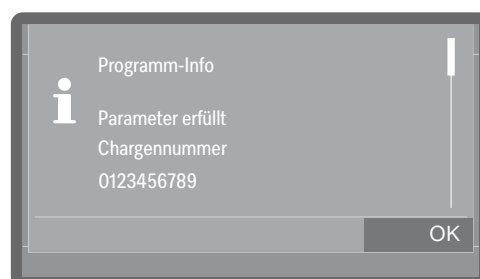 Programm-Info
Parameter erfüllt
Chargennummer
0123456789
OK